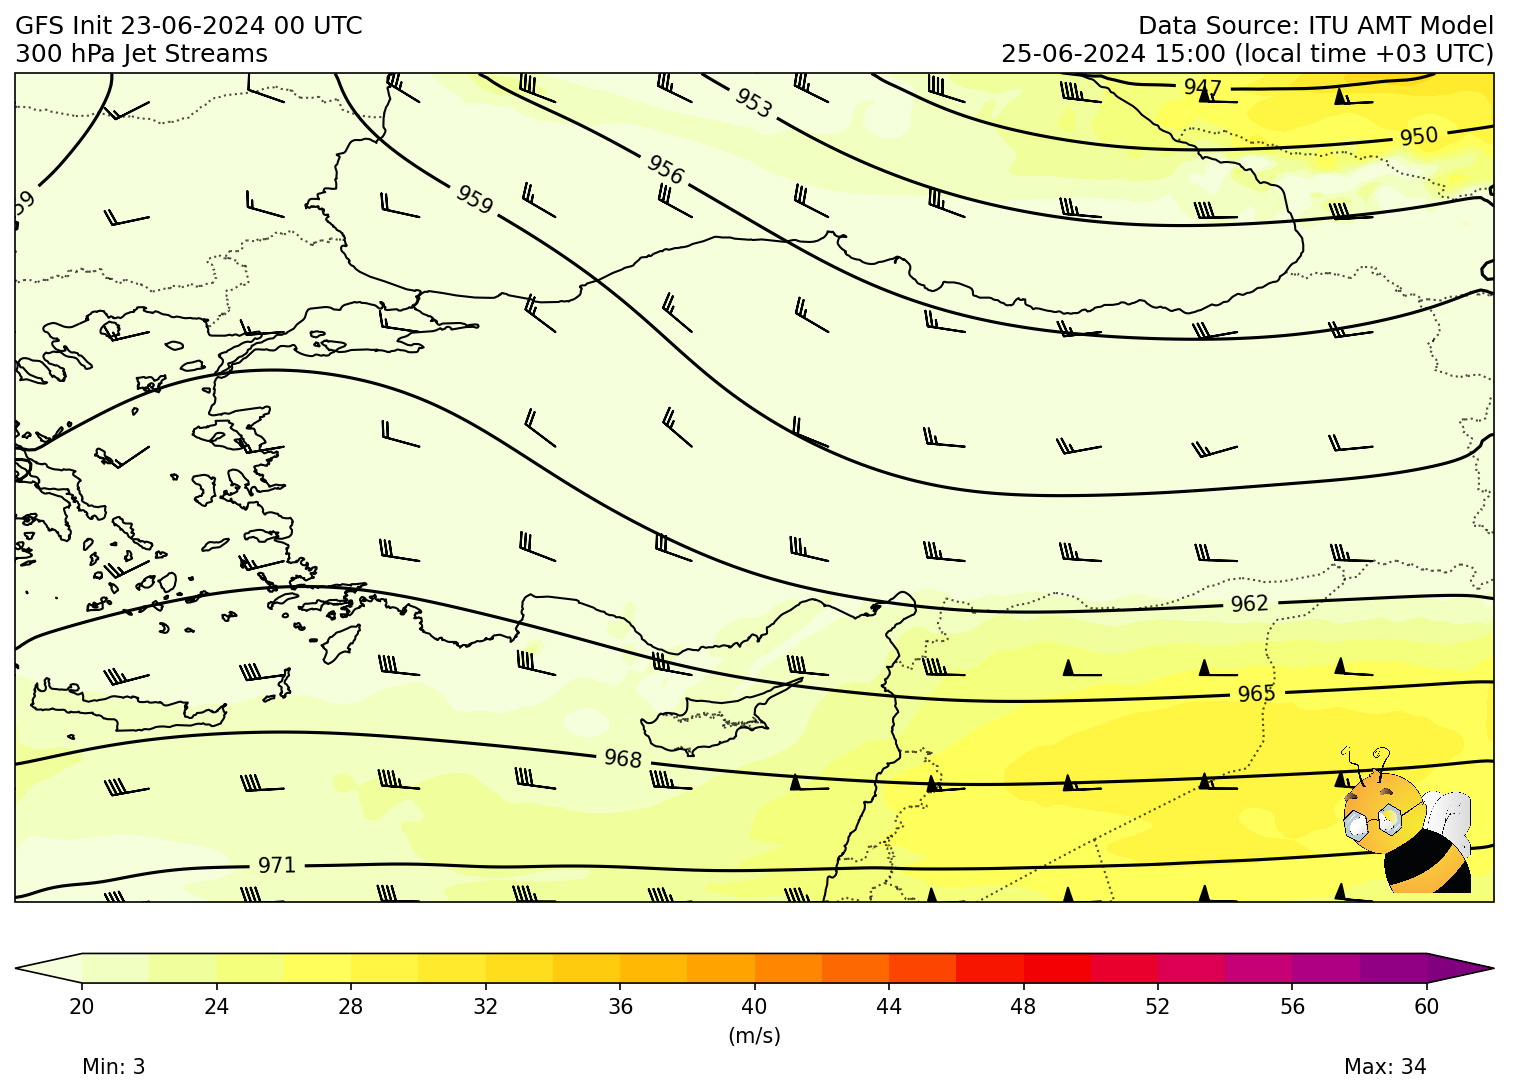 GFS Init 23-06-2024 00 UTC
Data Source: ITU AMT Model
300 hPa Jet Streams
25-06-2024 15:00 (local time +03 UTC)
947
953
950
956
959
59
962
965
968
971
20 24 28 32 36 40 44 48 52 56 60
(m/s)
Min: 3
Max: 34